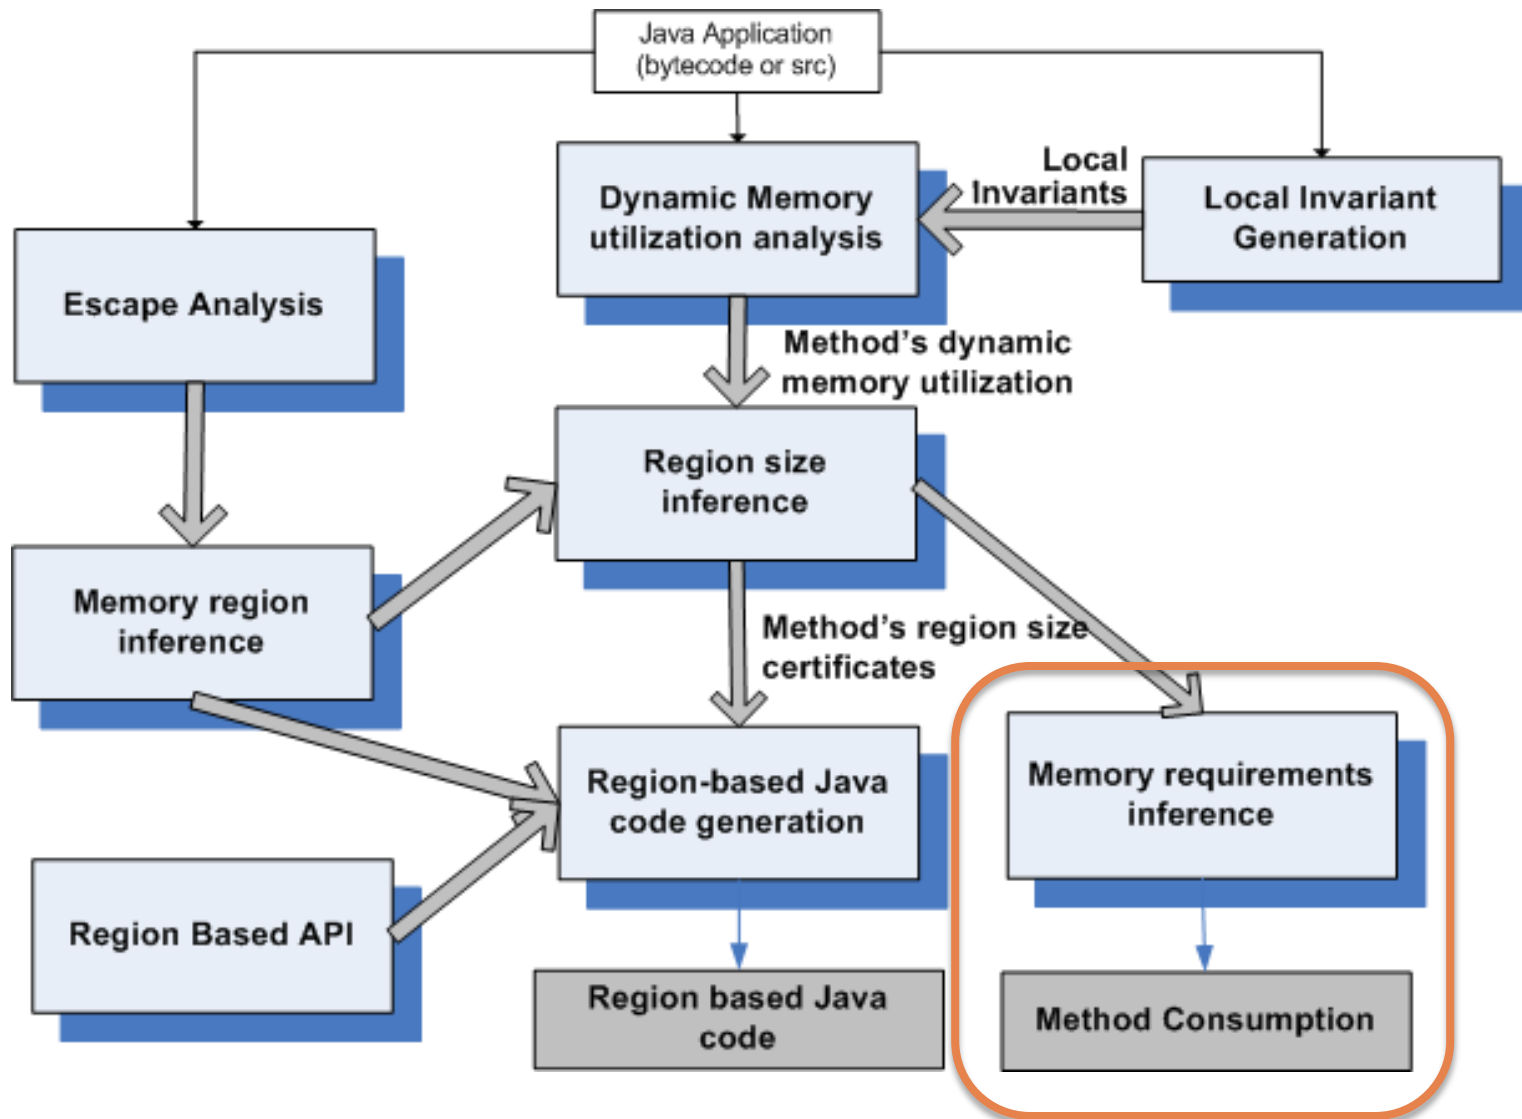 Java Application
(bytecode or src)
Local
Invariants
Dynamic Memory
utilization analysis
Local Invariant
Generation
Escape Analysis
Method's dynamic
memory utilization
Region size
inference
Memory region
inference
Method's region size
certificates
Region-based Java
code generation
Memory requirements
inference
Region Based API
Region based Java
code
Method Consumption